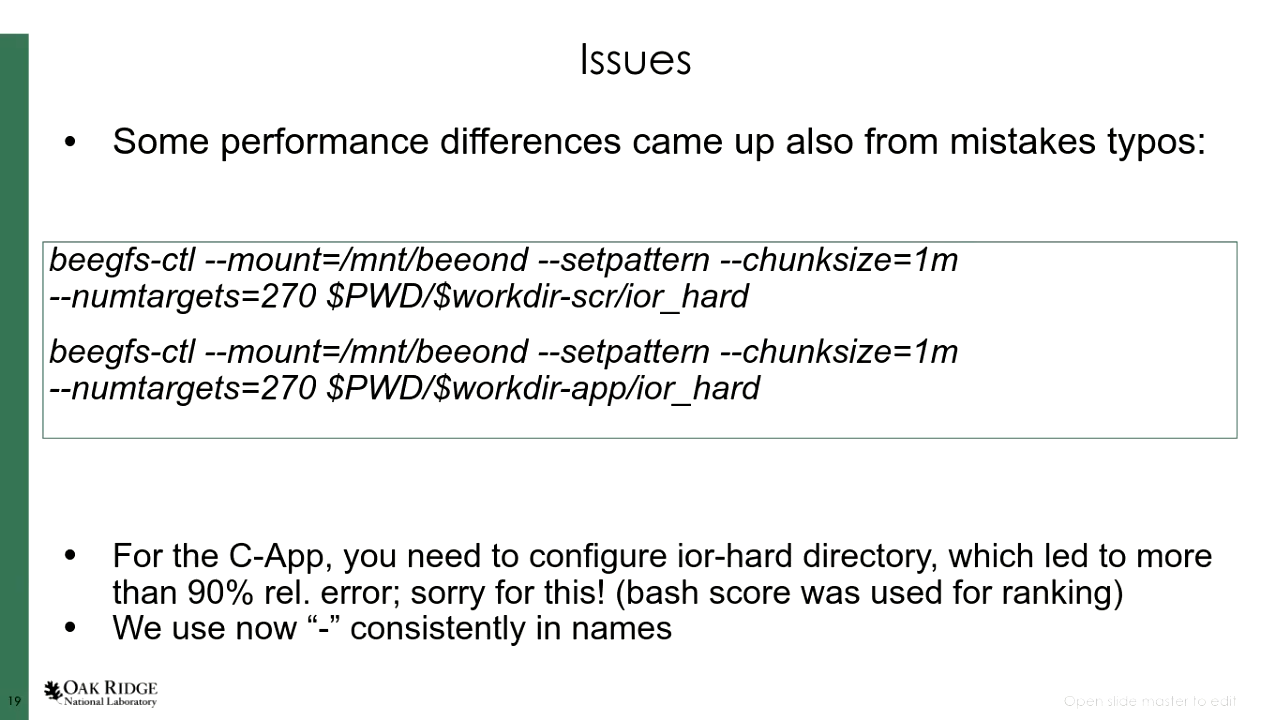 Issues
• Some performance differences came up also from mistakes typos:
beegfs-ctl --mount=/mnt/beeond --setpattern --chunksize=1m
--numtargets=270 $PWD/$workdir-scr/ior_hard
beegfs-ctl --mount=/mnt/beeond --setpattern --chunksize=1m
--numtargets=270 $PWD/$workdir-app/ior_hard
• For the C-App, you need to configure ior-hard directory, which led to more
than 90% rel. error; sorry for this! (bash score was used for ranking)
• We use now “-” consistently in names
19
OAK RIDGE
National Laboratory
Open slide master to edit